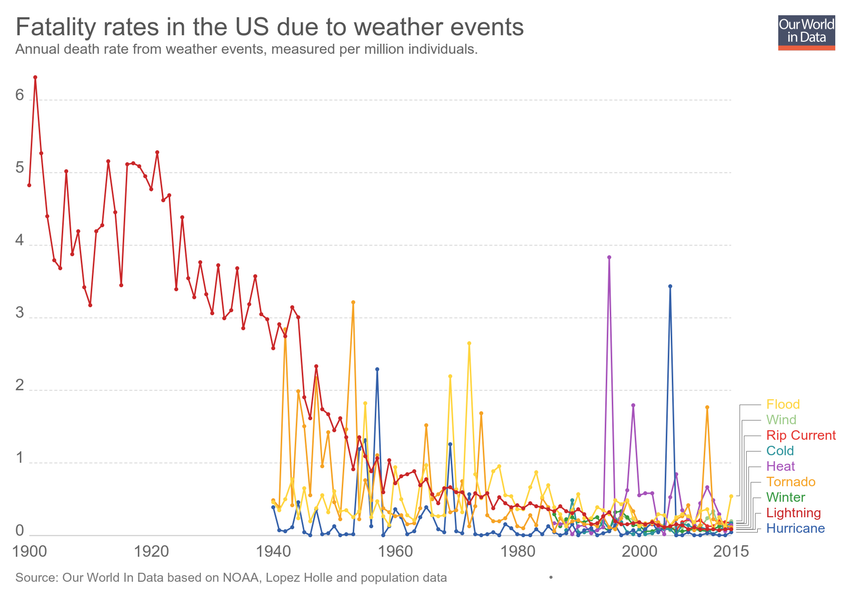 Fatality rates in the US due to weather events
Annual death rate from weather events, measured per million individuals.
Our World
in Data
6
5
4
3
2
1
0
1900
1920
1940
1960
1980
2000
2015
Flood
Wind
Rip Current
Cold
Heat
Tornado
Winter
Lightning
Hurricane
Source: Our World In Data based on NOAA, Lopez Holle and population data